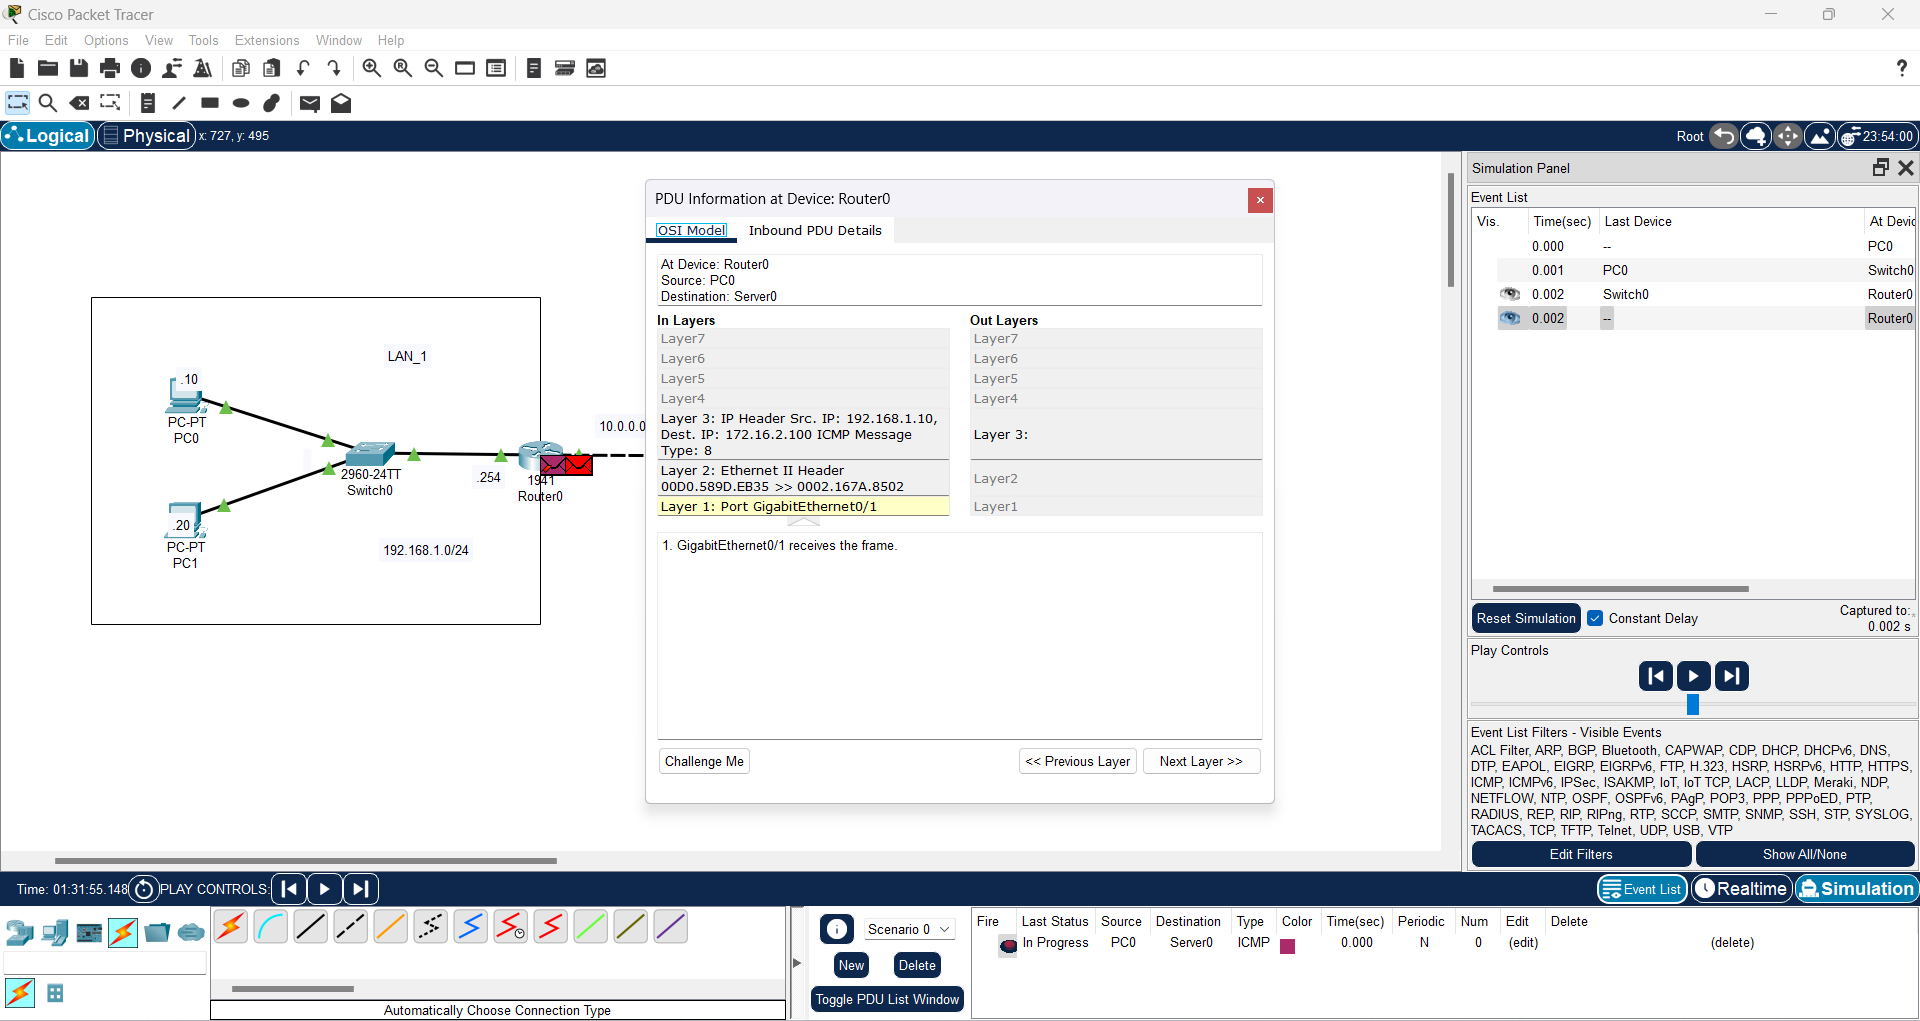 Cisco Packet Tracer
File Edit Options View Tools Extensions Window Help
?
Logical Physical x: 727, y: 495
Root 23:54:00
LAN_1
.10
PC-PT
PC0
2960-24TT
Switch0
.254
1941
Router0
10.0.0.0
.20
PC-PT
PC1
192.168.1.0/24
PDU Information at Device: Router0
OSI Model Inbound PDU Details
At Device: Router0
Source: PC0
Destination: Server0
In Layers
Layer7
Layer6
Layer5
Layer4
Layer 3: IP Header Src. IP: 192.168.1.10,
Dest. IP: 172.16.2.100 ICMP Message
Type: 8
Layer 2: Ethernet II Header
00D0.589D.EB35 >> 0002.167A.8502
Layer 1: Port GigabitEthernet0/1
Out Layers
Layer7
Layer6
Layer5
Layer4
Layer 3:
Layer2
Layer1
1. GigabitEthernet0/1 receives the frame.
Challenge Me << Previous Layer Next Layer >>
Simulation Panel
Event List
Vis. Time(sec) Last Device At Devic
0.000 -- PC0
0.001 PC0 Switch0
0.002 Switch0 Router0
0.002 -- Router0
Reset Simulation Constant Delay
Captured to:
0.002 s
Play Controls
Event List Filters - Visible Events
ACL Filter, ARP, BGP, Bluetooth, CAPWAP, CDP, DHCP, DHCPv6, DNS,
DTP, EAPOL, EIGRP, EIGRPv6, FTP, H.323, HSRP, HSRPv6, HTTP, HTTPS,
ICMP, ICMPv6, IPSec, ISAKMP, IoT, IoT TCP, LACP, LLDP, Meraki, NDP,
NETFLOW, NTP, OSPF, OSPFv6, PAgP, POP3, PPP, PPPoED, PTP,
RADIUS, REP, RIP, RIPng, RTP, SCCP, SMTP, SNMP, SSH, STP, SYSLOG,
TACACS, TCP, TFTP, Telnet, UDP, USB, VTP
Edit Filters Show All/None
Time: 01:31:55.148 PLAY CONTROLS:
Event List Realtime Simulation
Automatically Choose Connection Type
Scenario 0
New Delete
Toggle PDU List Window
Fire Last Status Source Destination Type Color Time(sec) Periodic Num Edit Delete
In Progress PC0 Server0 ICMP 0.000 N 0 (edit) (delete)